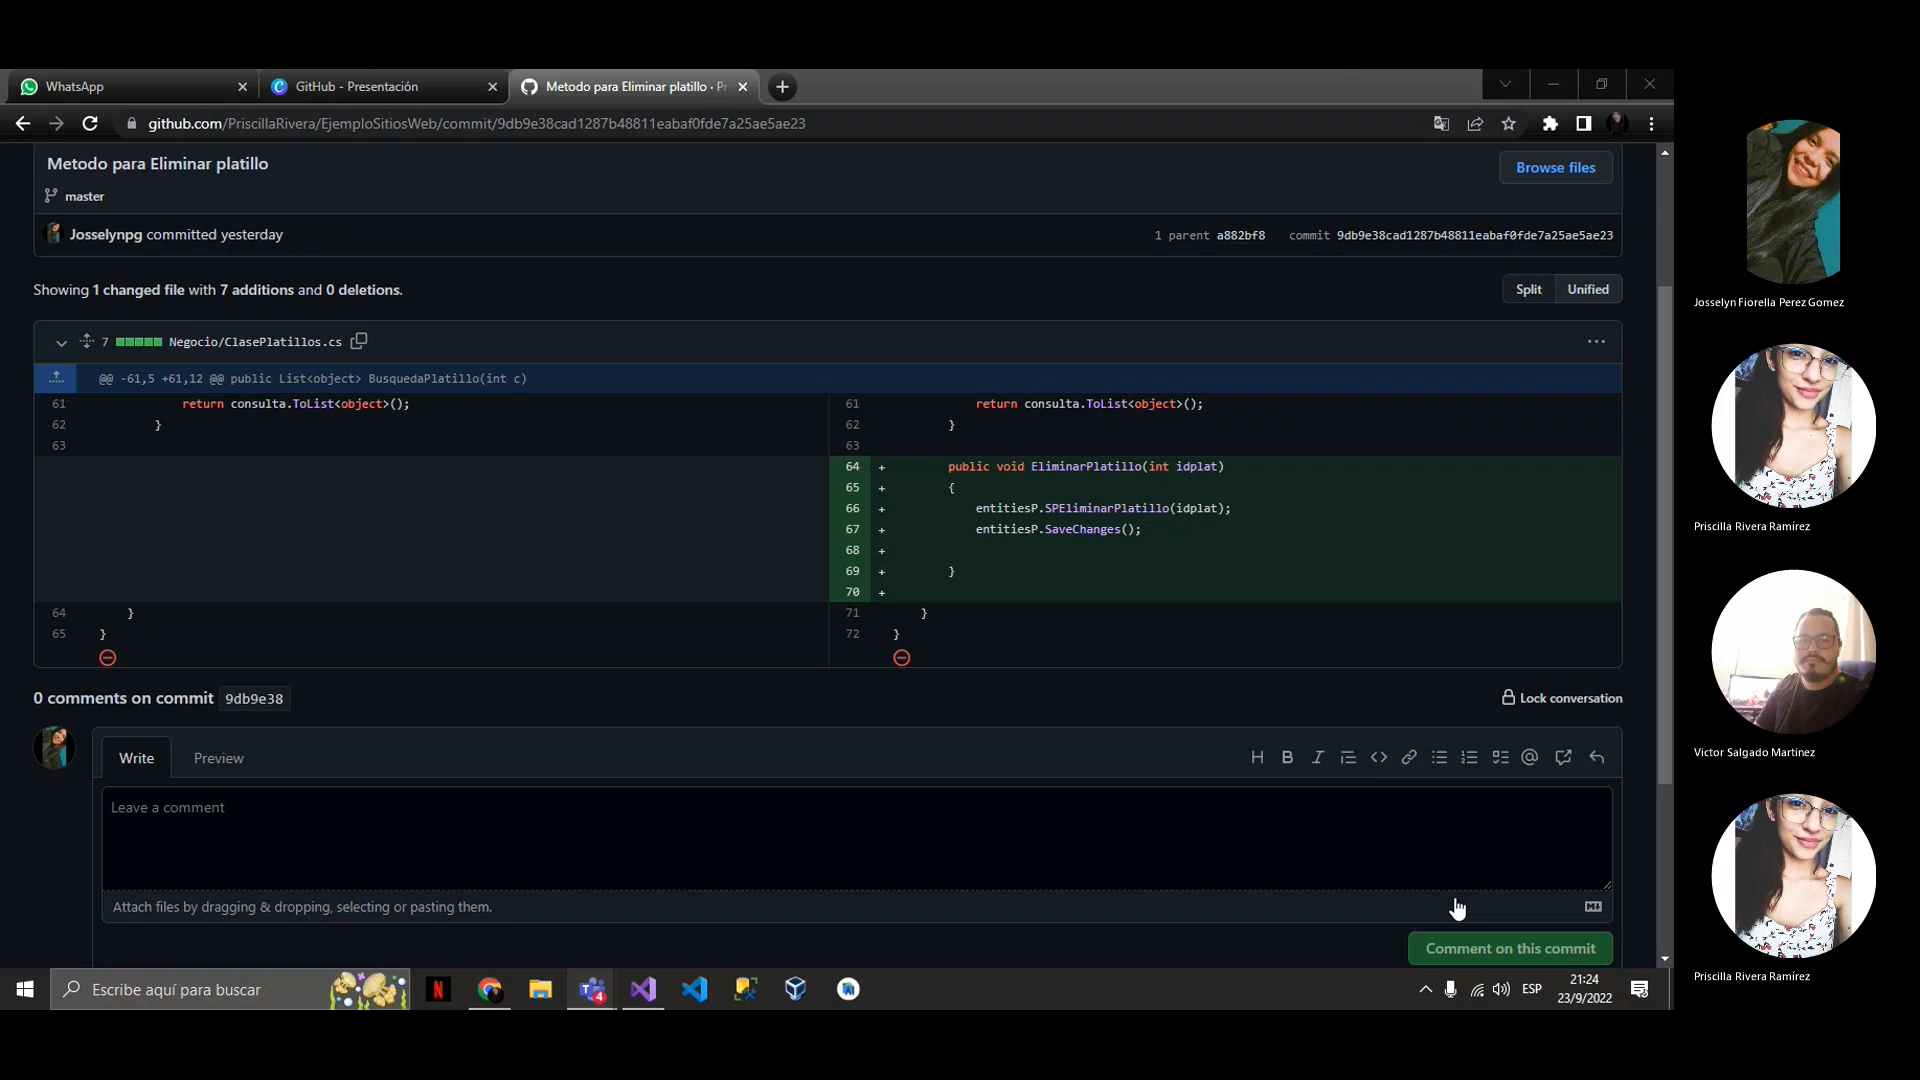 WhatsApp
GitHub - Presentación
Metodo para Eliminar platillo · Pr
github.com/PriscillaRivera/EjemploSitiosWeb/commit/9db9e38cad1287b48811eabaf0fde7a25ae5ae23
Metodo para Eliminar platillo
Browse files
master
Josselynpg committed yesterday
1 parent a882bf8 commit 9db9e38cad1287b48811eabaf0fde7a25ae5ae23
Showing 1 changed file with 7 additions and 0 deletions.
Split Unified
7 Negocio/ClasePlatillos.cs
@@ -61,5 +61,12 @@ public List<object> BusquedaPlatillo(int c)
61 return consulta.ToList<object>(); 61 return consulta.ToList<object>();
62 } 62 }
63 63
64 + public void EliminarPlatillo(int idplat)
65 + {
66 + entitiesP.SPEliminarPlatillo(idplat);
67 + entitiesP.SaveChanges();
68 +
69 + }
70 +
64 } 71 }
65 } 72 }
0 comments on commit 9db9e38
Lock conversation
Write Preview
Leave a comment
Attach files by dragging & dropping, selecting or pasting them.
Comment on this commit
Escribe aquí para buscar
N
4
ESP
21:24
23/9/2022
Josselyn Fiorella Perez Gomez
Priscilla Rivera Ramírez
Victor Salgado Martinez
Priscilla Rivera Ramírez